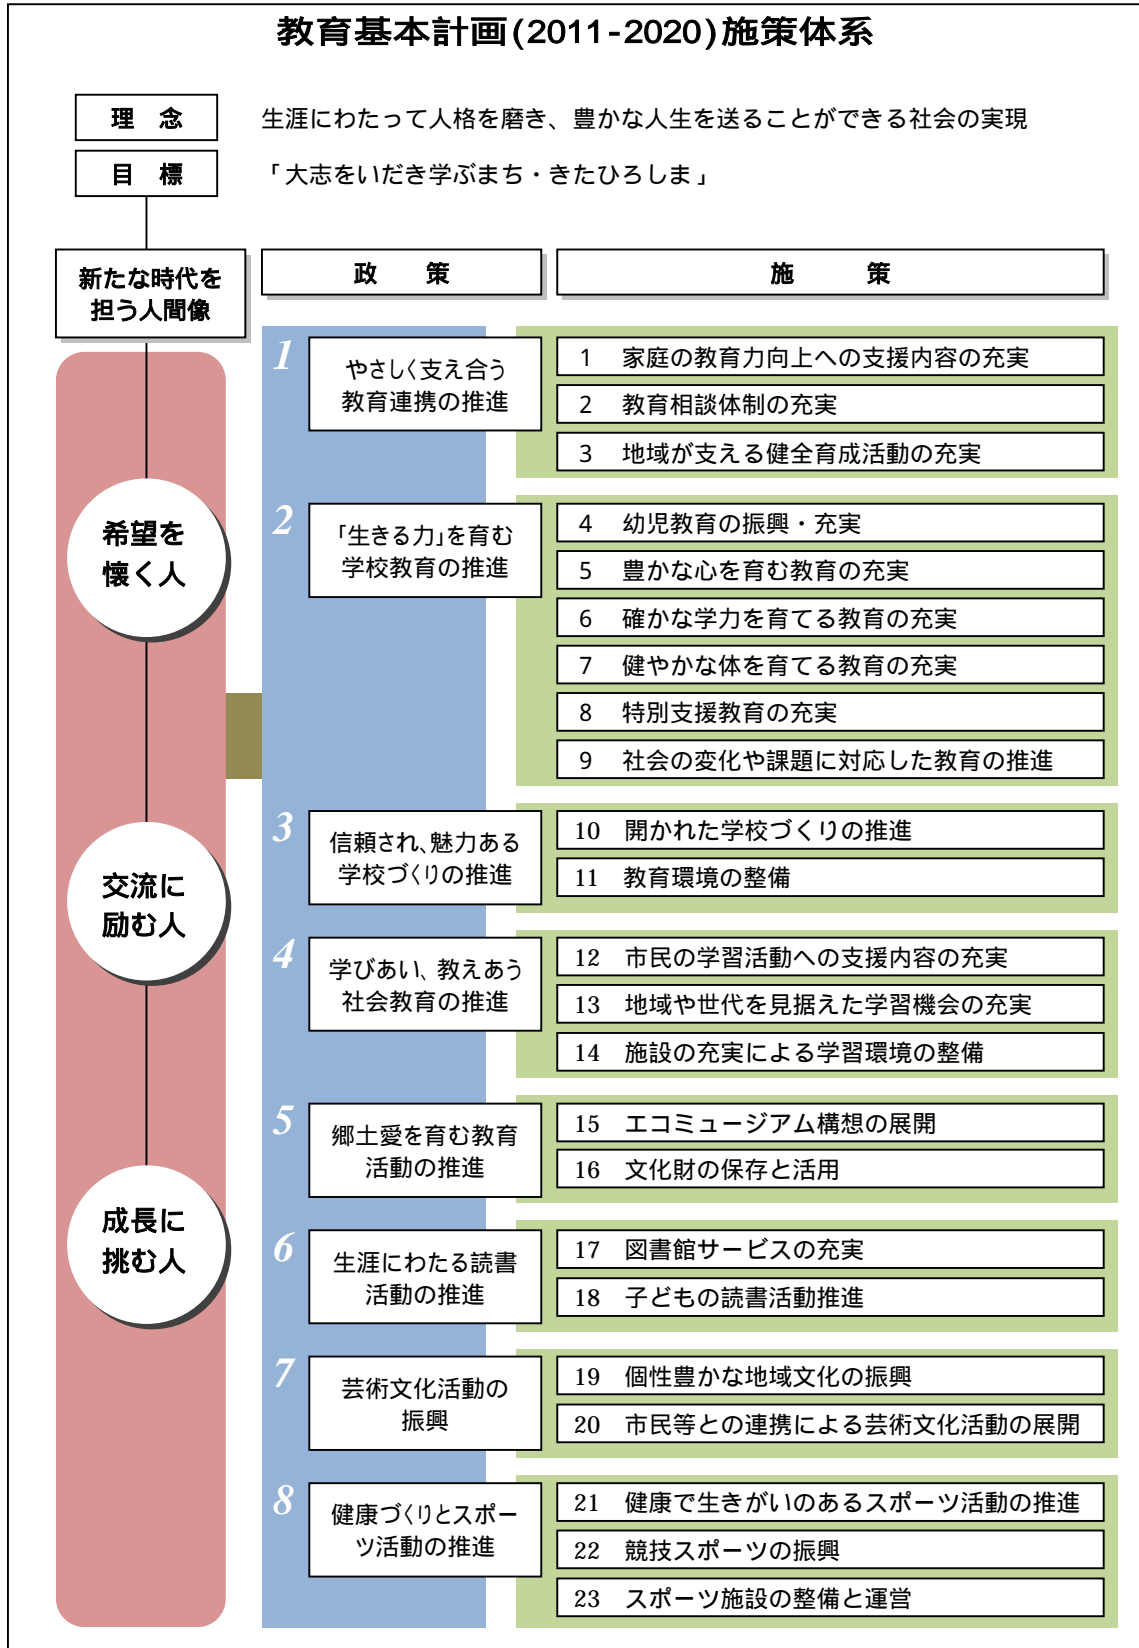 教育基本計画(2011-2020)施策体系
理　念
生涯にわたって人格を磨き、豊かな人生を送ることができる社会の実現
目　標
「大志をいだき学ぶまち・きたひろしま」
新たな時代を
担う人間像
政　　策
施　　策
希望を
懐く人
交流に
励む人
成長に
挑む人
1
やさしく支え合う
教育連携の推進
1　家庭の教育力向上への支援内容の充実
2　教育相談体制の充実
3　地域が支える健全育成活動の充実
2
「生きる力」を育む
学校教育の推進
4　幼児教育の振興・充実
5　豊かな心を育む教育の充実
6　確かな学力を育てる教育の充実
7　健やかな体を育てる教育の充実
8　特別支援教育の充実
9　社会の変化や課題に対応した教育の推進
3
信頼され、魅力ある
学校づくりの推進
10　開かれた学校づくりの推進
11　教育環境の整備
4
学びあい、教えあう
社会教育の推進
12　市民の学習活動への支援内容の充実
13　地域や世代を見据えた学習機会の充実
14　施設の充実による学習環境の整備
5
郷土愛を育む教育
活動の推進
15　エコミュージアム構想の展開
16　文化財の保存と活用
6
生涯にわたる読書
活動の推進
17　図書館サービスの充実
18　子どもの読書活動推進
7
芸術文化活動の
振興
19　個性豊かな地域文化の振興
20　市民等との連携による芸術文化活動の展開
8
健康づくりとスポー
ツ活動の推進
21　健康で生きがいのあるスポーツ活動の推進
22　競技スポーツの振興
23　スポーツ施設の整備と運営